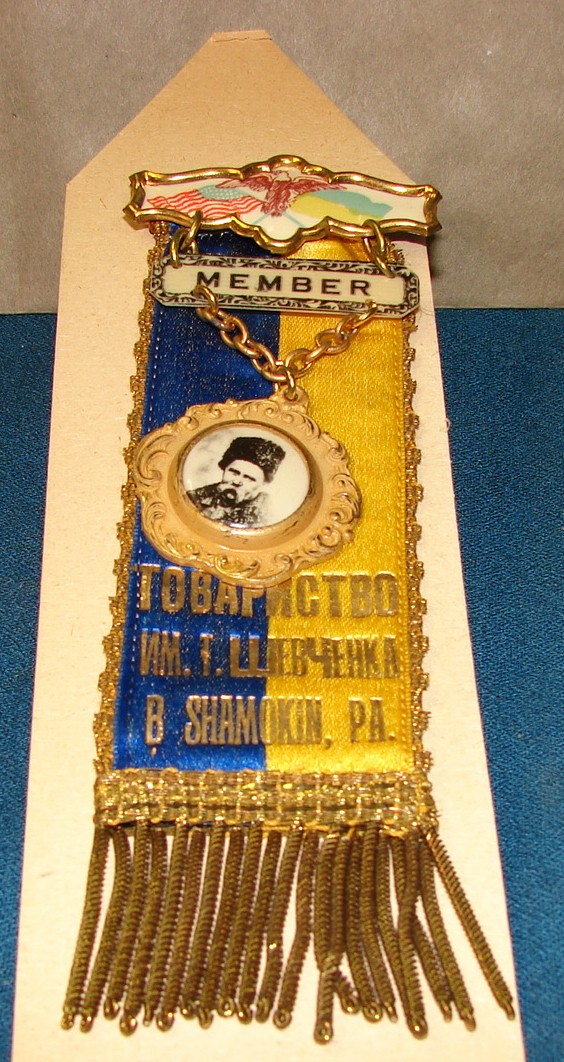 MEMBER
ТОВАРИСТВО
ИМ. Т. ШЕВЧЕНКА
В SHAMOKIN, PA.